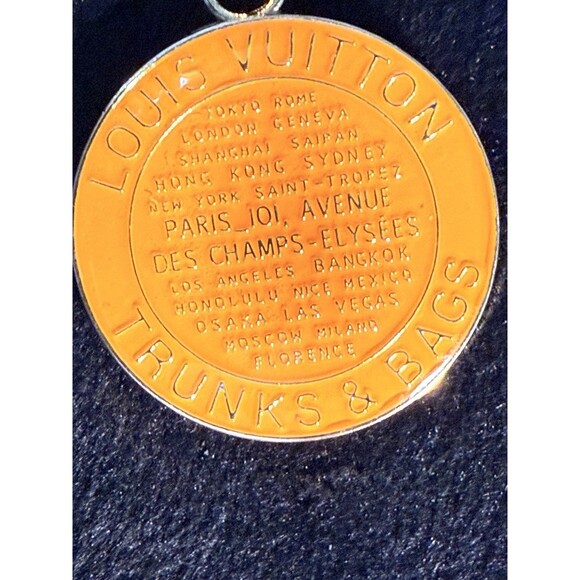 LOUIS VUITTON
TOKYO ROME
LONDON GENEVA
SHANGHAI SAIPAN
HONG KONG SYDNEY
NEW YORK SAINT-TROPEZ
PARIS_101, AVENUE
DES CHAMPS-ELYSÉES
LOS ANGELES BANGKOK
HONOLULU NICE MEXICO
OSAKA LAS VEGAS
MOSCOW MILANO
FLORENCE
TRUNKS & BAGS